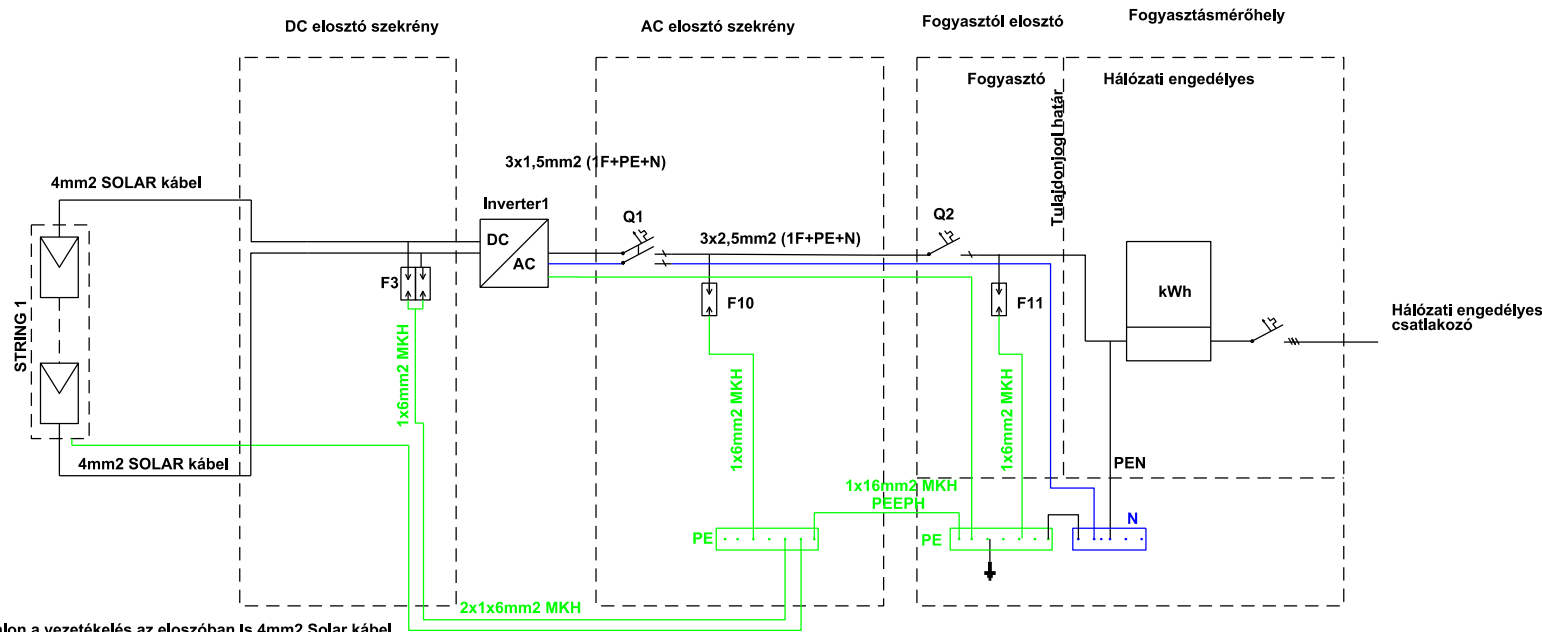 DC elosztó szekrény
AC elosztó szekrény
Fogyasztól elosztó
Fogyasztásmérőhely
Fogyasztó
Hálózati engedélyes
Tulajdonjogi határ
3x1,5mm2 (1F+PE+N)
4mm2 SOLAR kábel
Inverter1
Q1
Q2
3x2,5mm2 (1F+PE+N)
DC
AC
F3
F10
F11
kWh
Hálózati engedélyes
csatlakozó
STRING 1
1x6mm2 MKH
1x6mm2 MKH
1x6mm2 MKH
4mm2 SOLAR kábel
PEN
1x16mm2 MKH
PEEPH
N
PE
PE
2x1x6mm2 MKH
a vezetékelés az eloszóban is 4mm2 Solar kábel